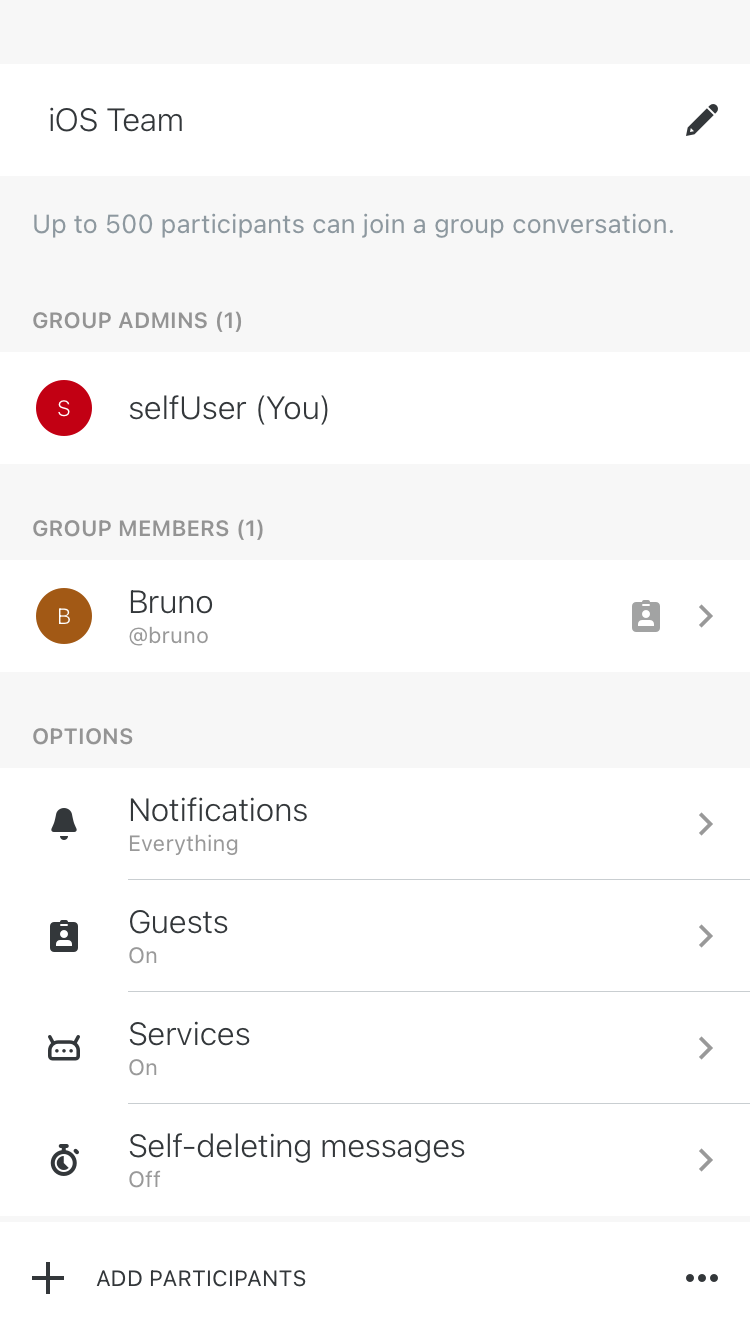 iOS Team
Up to 500 participants can join a group conversation.
GROUP ADMINS (1)
S
selfUser (You)
GROUP MEMBERS (1)
B
Bruno
@bruno
OPTIONS
Notifications
Everything
Guests
On
Services
On
Self-deleting messages
Off
ADD PARTICIPANTS